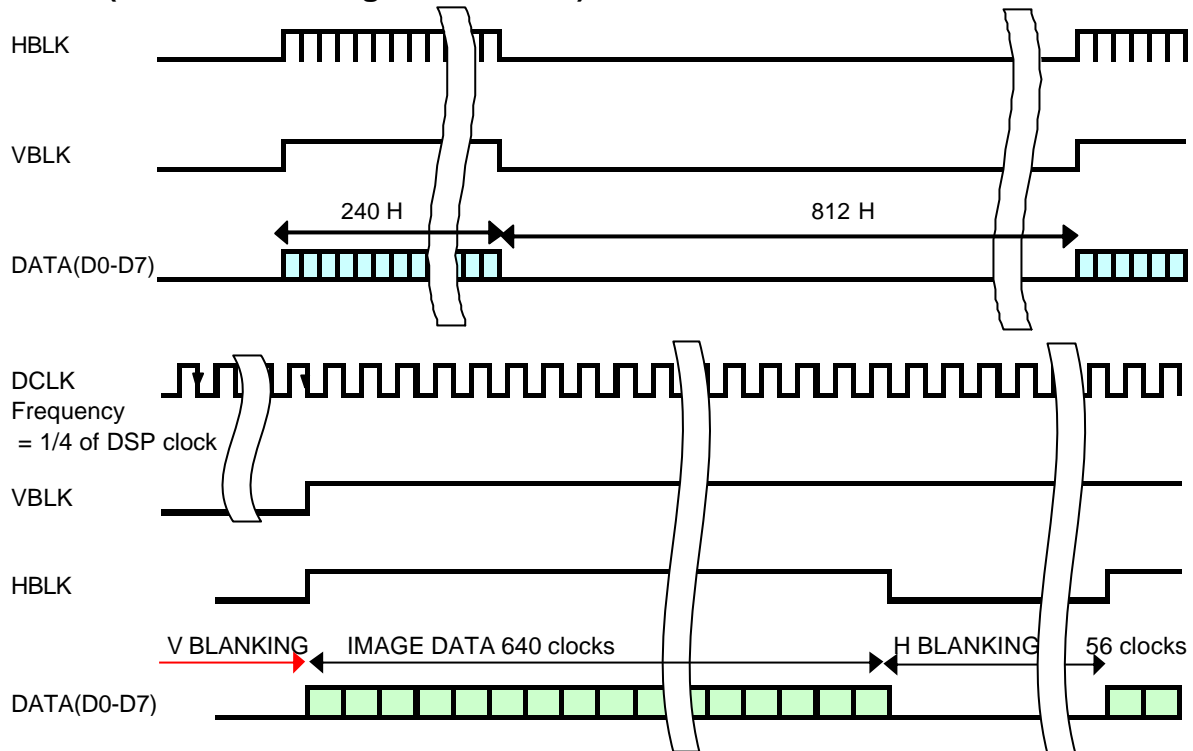 HBLK
VBLK
240 H
812 H
DATA(D0-D7)
DCLK
Frequency
= 1/4 of DSP clock
VBLK
HBLK
V BLANKING
IMAGE DATA 640 clocks
H BLANKING
56 clocks
DATA(D0-D7)